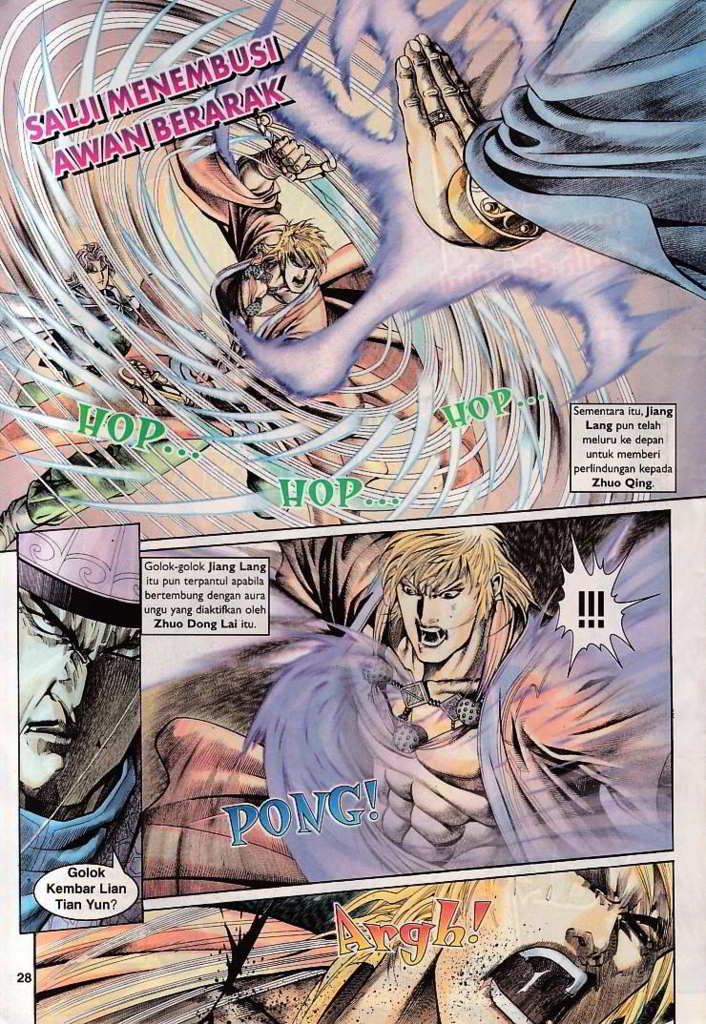 SALJI MENEMBUSI
AWAN BERARAK
HOP...
HOP...
HOP...
Sementara itu, Jiang
Lang pun telah
meluru ke depan
untuk memberi
perlindungan kepada
Zhuo Qing.
Golok-golok Jiang Lang
itu pun terpantul apabila
bertembung dengan aura
ungu yang diaktifkan oleh
Zhuo Dong Lai itu.
!!!
PONG!
Golok
Kembar Lian
Tian Yun?
Argh!
28